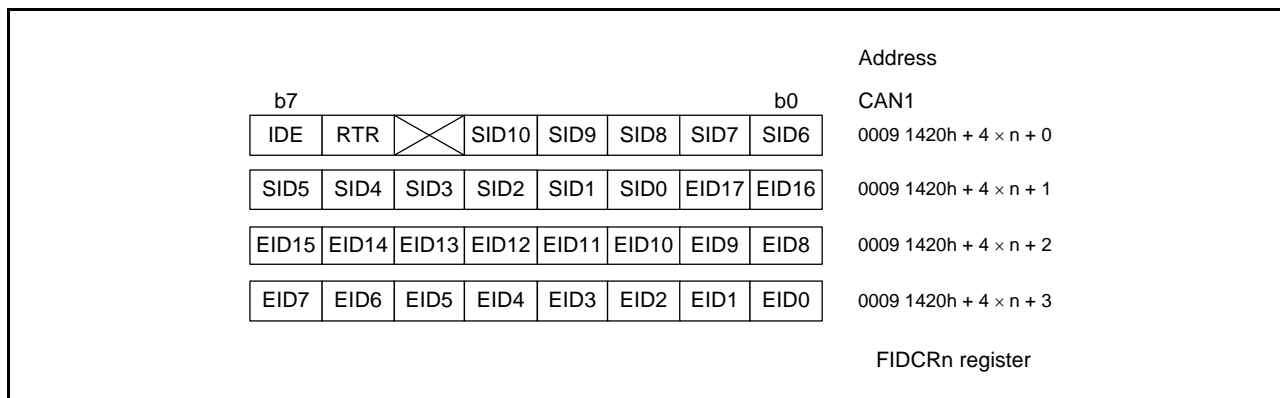 Address
b7 b0 CAN1
IDE RTR SID10 SID9 SID8 SID7 SID6 0009 1420h + 4 × n + 0
SID5 SID4 SID3 SID2 SID1 SID0 EID17 EID16 0009 1420h + 4 × n + 1
EID15 EID14 EID13 EID12 EID11 EID10 EID9 EID8 0009 1420h + 4 × n + 2
EID7 EID6 EID5 EID4 EID3 EID2 EID1 EID0 0009 1420h + 4 × n + 3
FIDCRn register